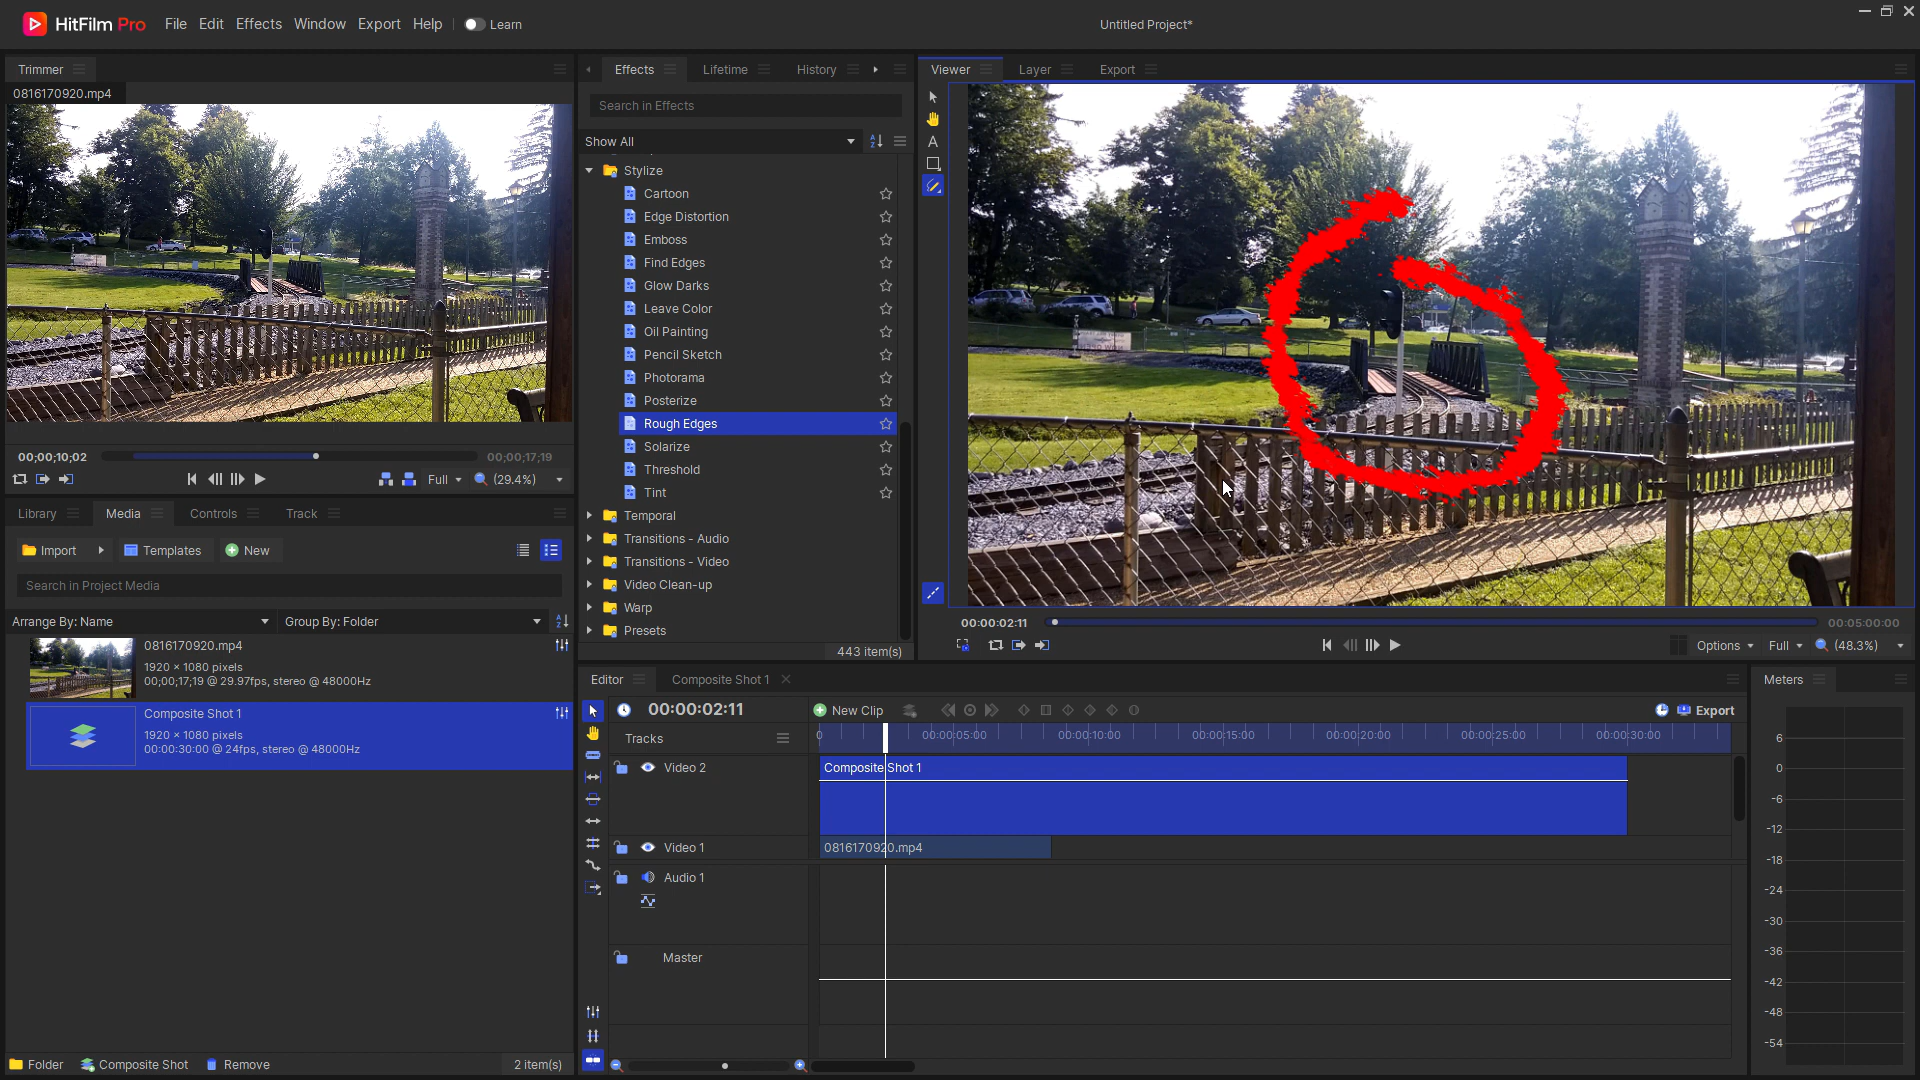 HitFilm Pro File Edit Effects Window Export Help Learn Untitled Project*
Trimmer
0816170920.mp4
00;00;10;02 00;00;17;19
Full (29.4%)
Library Media Controls Track
Import Templates New
Search in Project Media
Arrange By: Name Group By: Folder
0816170920.mp4
1920 × 1080 pixels
00;00;17;19 @ 29.97fps, stereo @ 48000Hz
Composite Shot 1
1920 × 1080 pixels
00:00:30:00 @ 24fps, stereo @ 48000Hz
Folder Composite Shot Remove 2 item(s)
Effects Lifetime History
Search in Effects
Show All
Stylize
Cartoon
Edge Distortion
Emboss
Find Edges
Glow Darks
Leave Color
Oil Painting
Pencil Sketch
Photorama
Posterize
Rough Edges
Solarize
Threshold
Tint
Temporal
Transitions - Audio
Transitions - Video
Video Clean-up
Warp
Presets
443 item(s)
Viewer Layer Export
A
00:00:02:11 00:05:00:00
Options Full (48.3%)
Editor Composite Shot 1
00:00:02:11 New Clip Export
Tracks 0 00:00:05:00 00:00:10:00 00:00:15:00 00:00:20:00 00:00:25:00 00:00:30:00
Video 2 Composite Shot 1
Video 1 0816170920.mp4
Audio 1
Master
Meters
6
0
-6
-12
-18
-24
-30
-36
-42
-48
-54